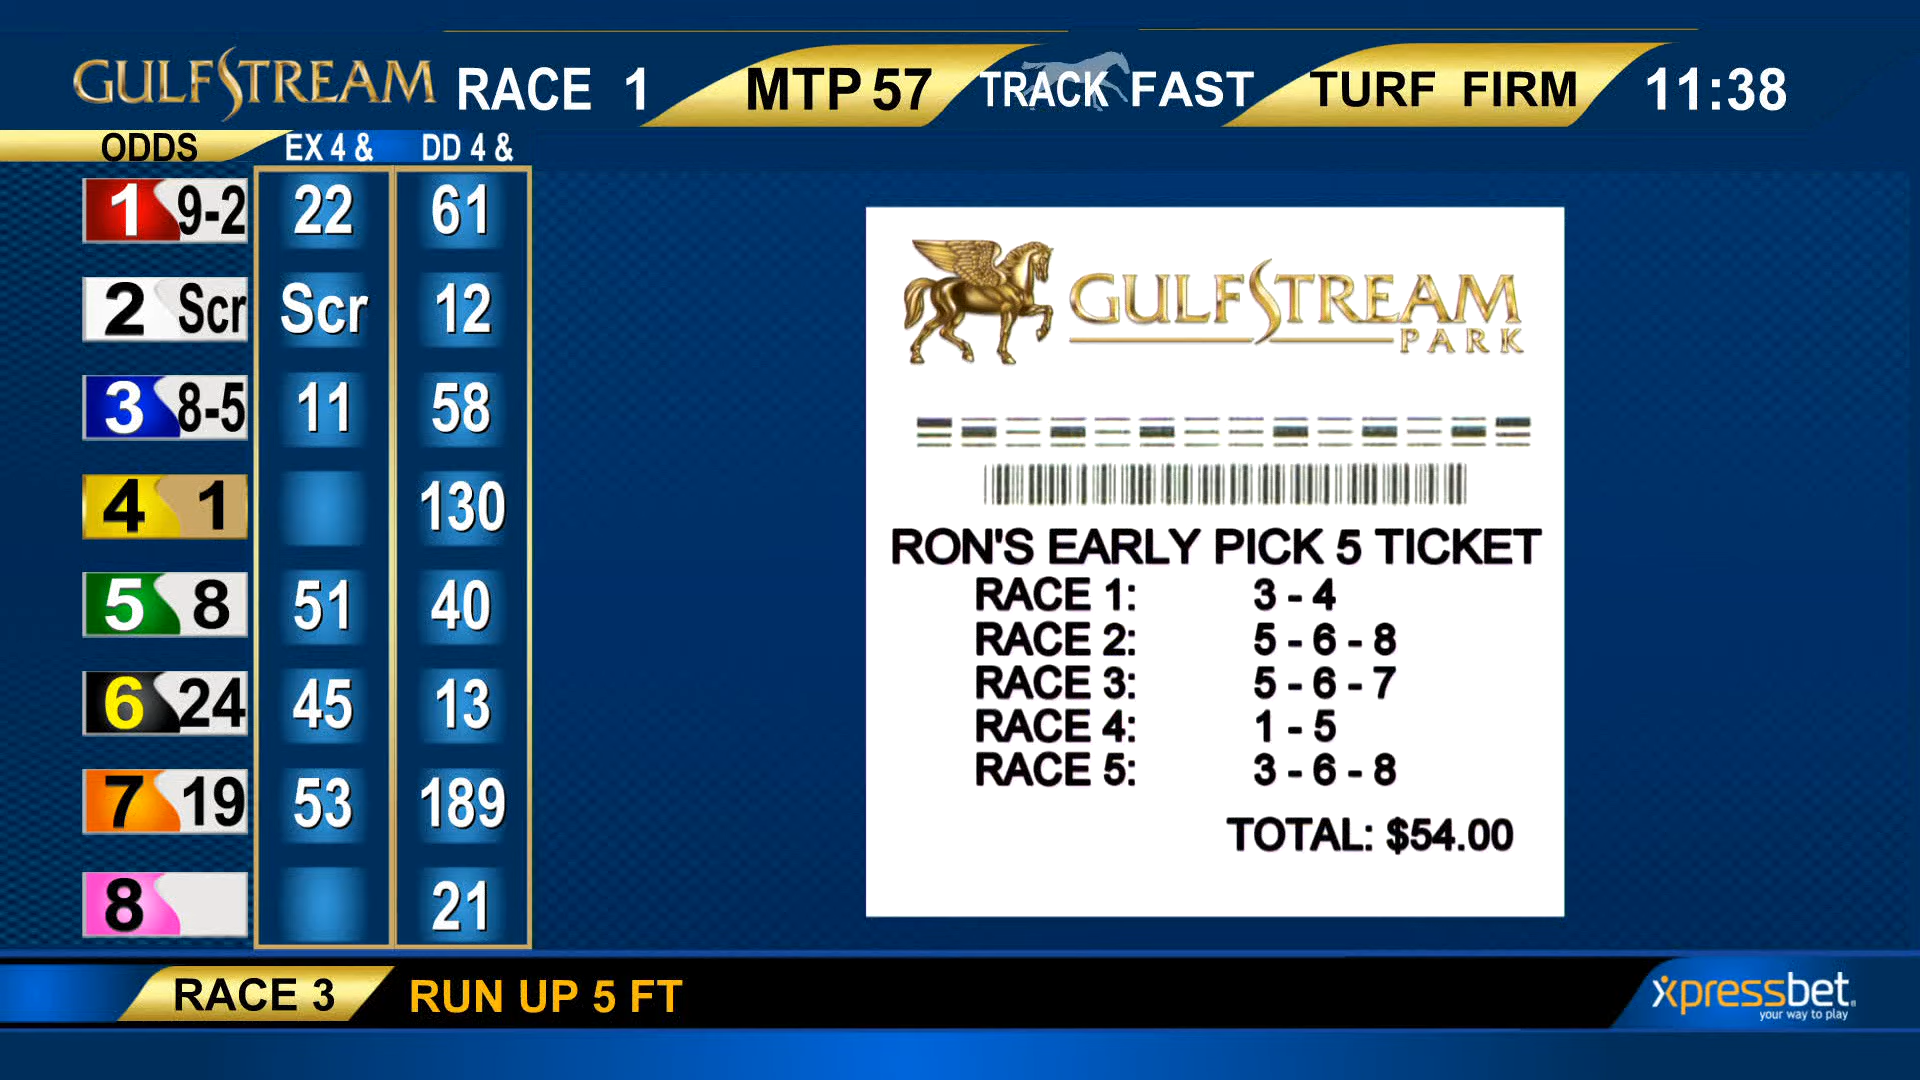 GULFSTREAM RACE 1 MTP 57 TRACK FAST TURF FIRM 11:38
ODDS EX 4 & DD 4 &
1 9-2 22 61
2 Scr Scr 12
3 8-5 11 58
4 1 130
5 8 51 40
6 24 45 13
7 19 53 189
8 21
GULFSTREAM
PARK
RON'S EARLY PICK 5 TICKET
RACE 1: 3 - 4
RACE 2: 5 - 6 - 8
RACE 3: 5 - 6 - 7
RACE 4: 1 - 5
RACE 5: 3 - 6 - 8
TOTAL: $54.00
RACE 3 RUN UP 5 FT
xpressbet
your way to play